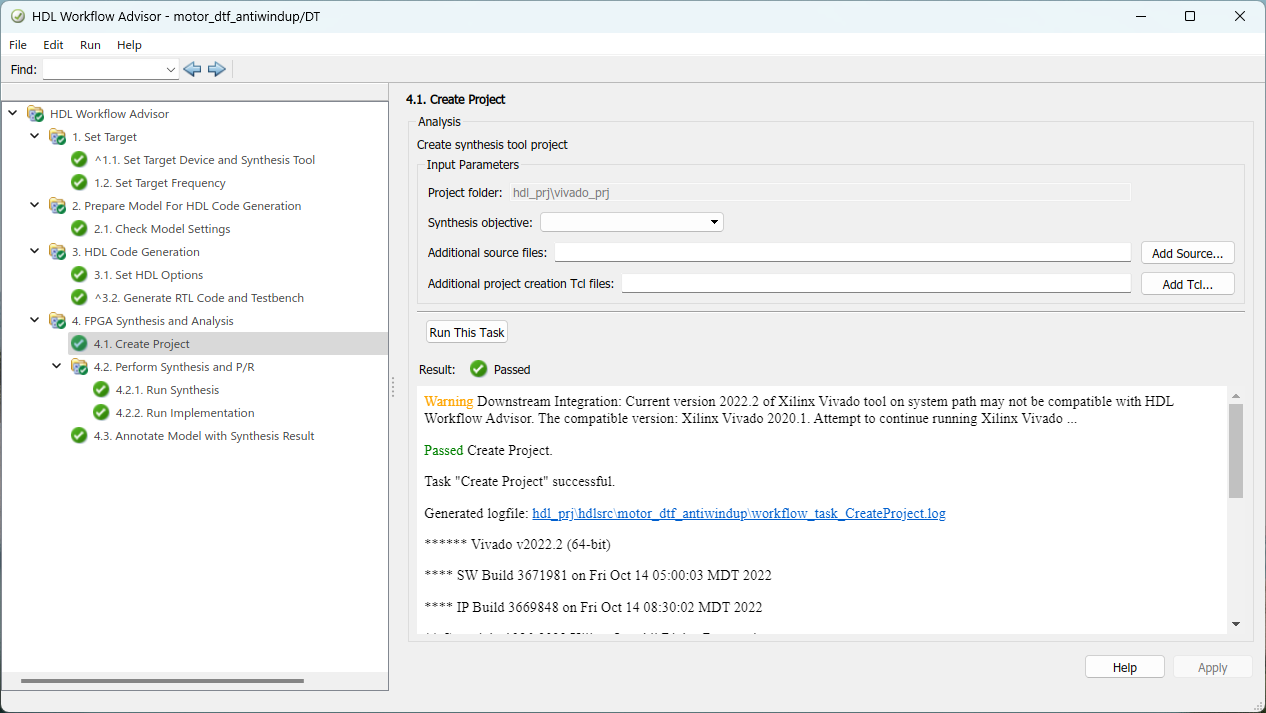 HDL Workflow Advisor - motor_dtf_antiwindup/DT
File Edit Run Help
Find:
HDL Workflow Advisor
1. Set Target
^1.1. Set Target Device and Synthesis Tool
1.2. Set Target Frequency
2. Prepare Model For HDL Code Generation
2.1. Check Model Settings
3. HDL Code Generation
3.1. Set HDL Options
^3.2. Generate RTL Code and Testbench
4. FPGA Synthesis and Analysis
4.1. Create Project
4.2. Perform Synthesis and P/R
4.2.1. Run Synthesis
4.2.2. Run Implementation
4.3. Annotate Model with Synthesis Result
4.1. Create Project
Analysis
Create synthesis tool project
Input Parameters
Project folder: hdl_prj\vivado_prj
Synthesis objective:
Additional source files: Add Source...
Additional project creation Tcl files: Add Tcl...
Run This Task
Result: Passed
Warning Downstream Integration: Current version 2022.2 of Xilinx Vivado tool on system path may not be compatible with HDL
Workflow Advisor. The compatible version: Xilinx Vivado 2020.1. Attempt to continue running Xilinx Vivado ...
Passed Create Project.
Task "Create Project" successful.
Generated logfile: hdl_prj\hdlsrc\motor_dtf_antiwindup\workflow_task_CreateProject.log
****** Vivado v2022.2 (64-bit)
**** SW Build 3671981 on Fri Oct 14 05:00:03 MDT 2022
**** IP Build 3669848 on Fri Oct 14 08:30:02 MDT 2022
Help Apply